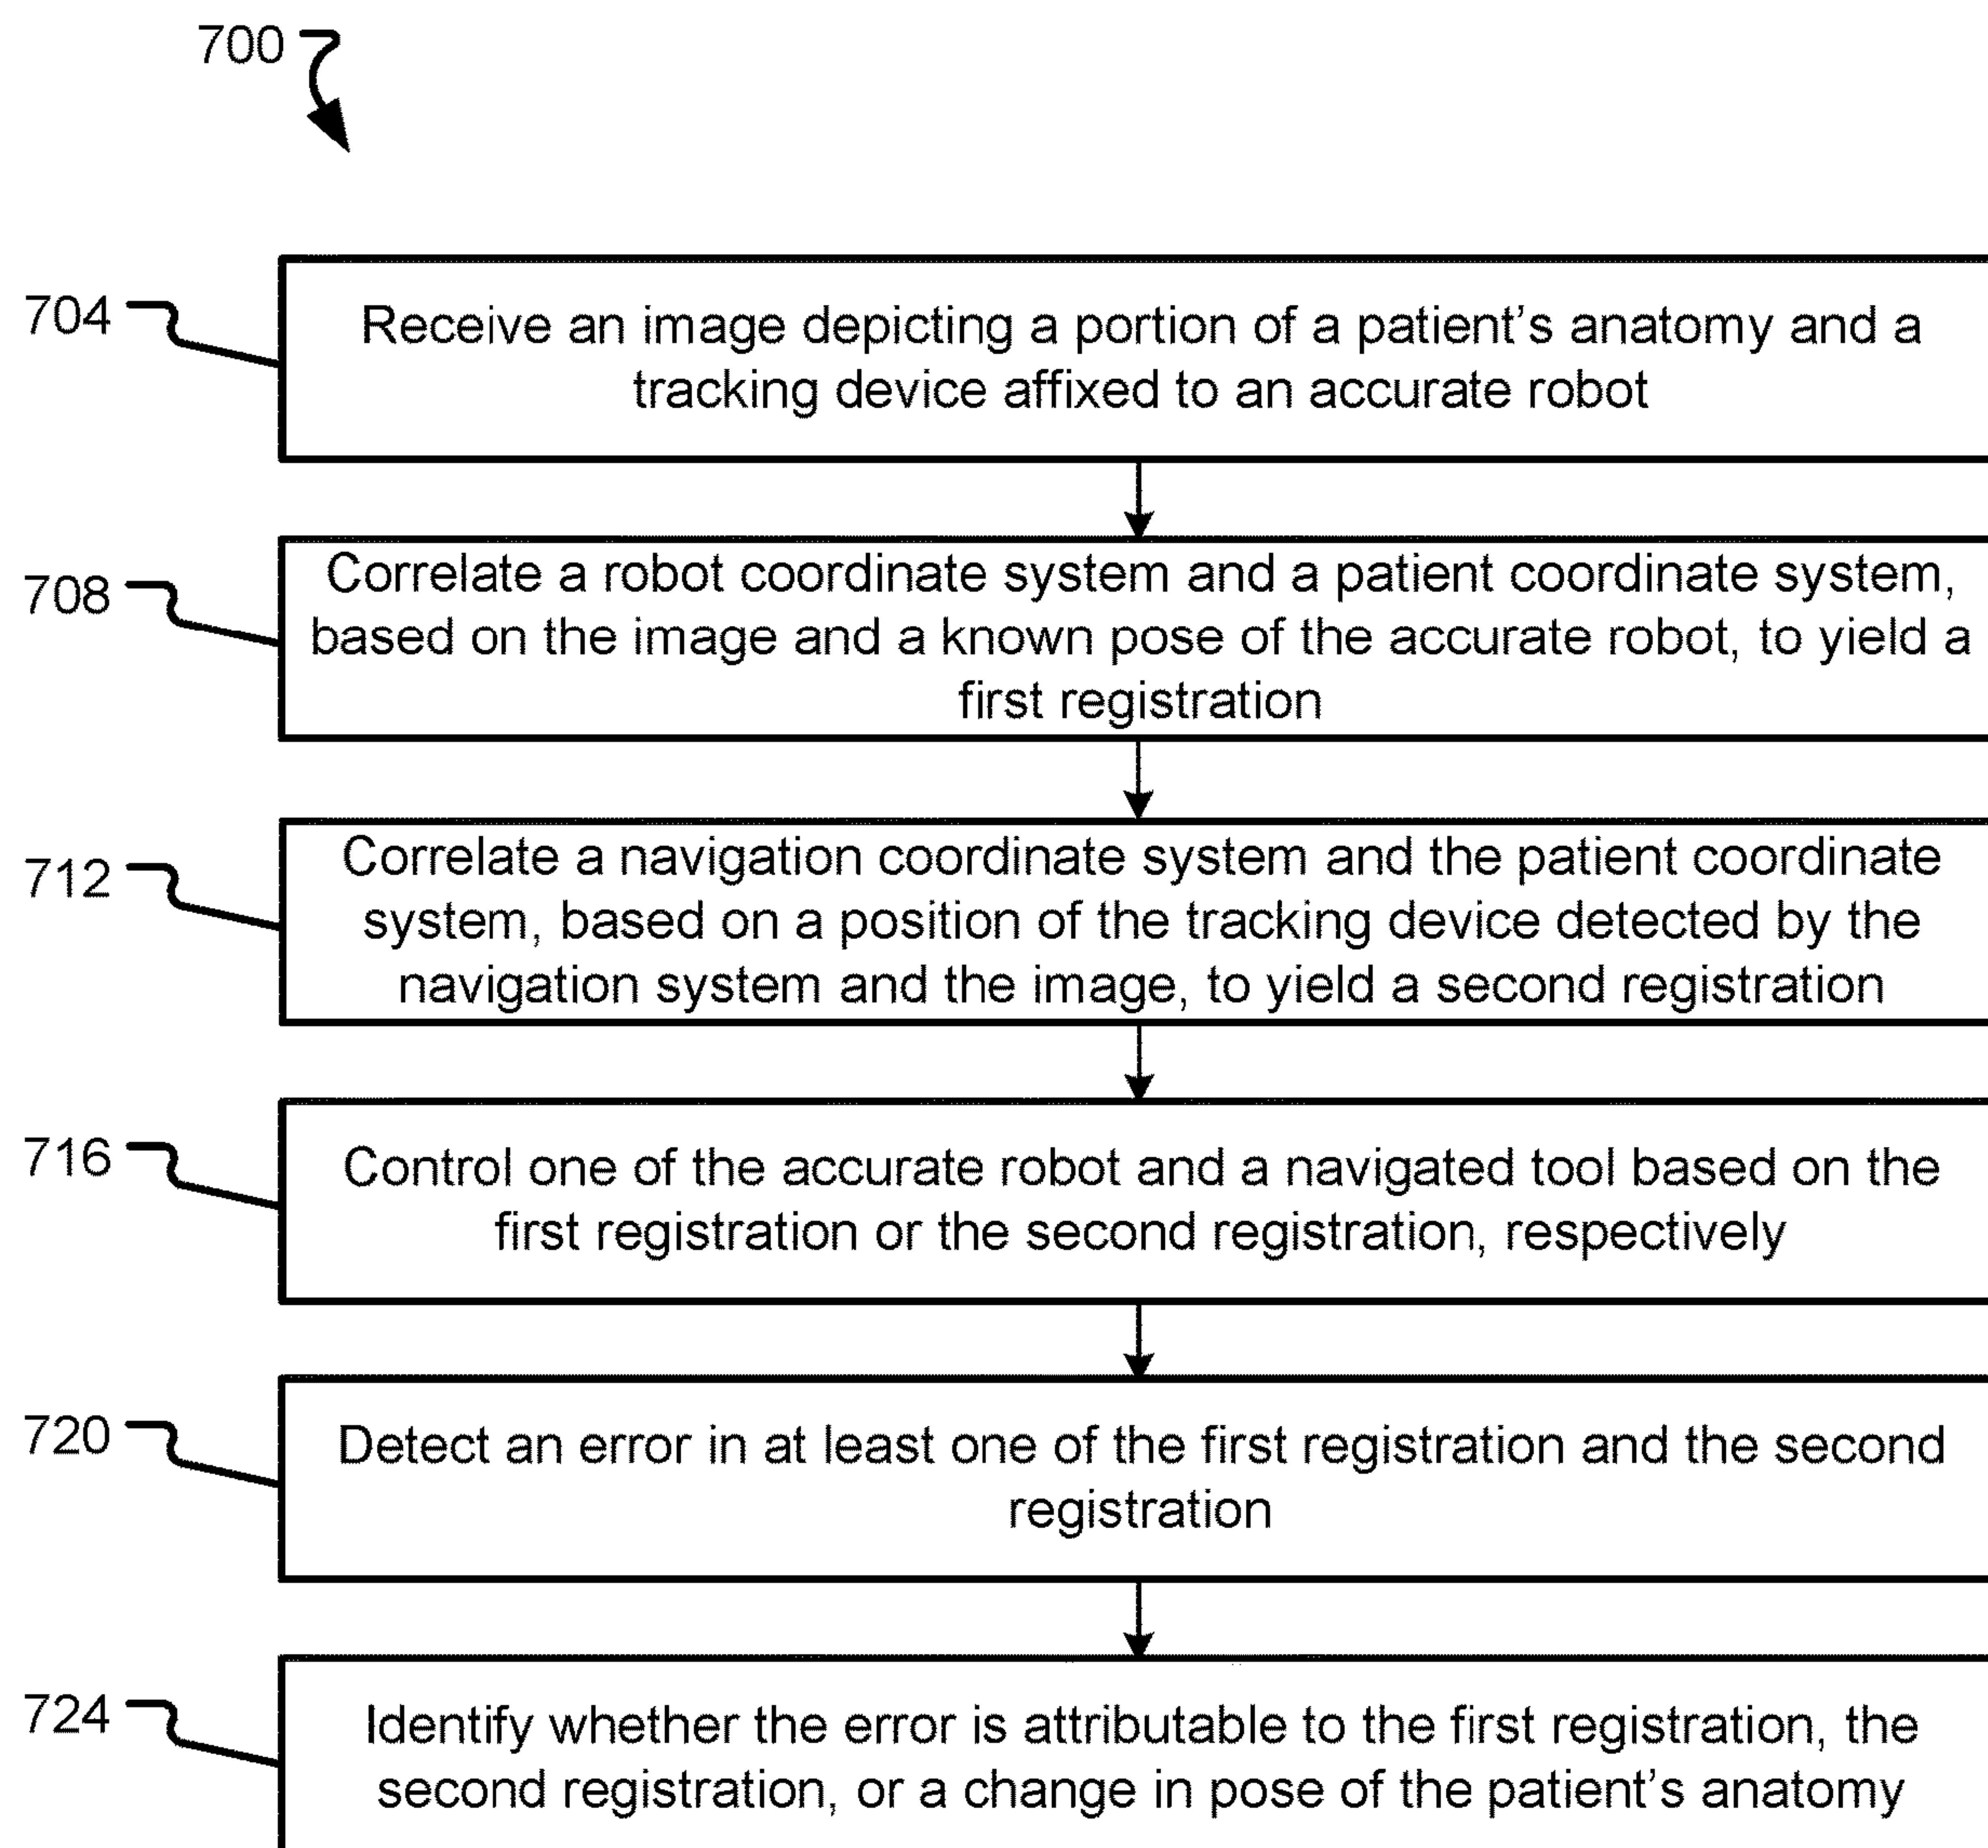 700
704
Receive an image depicting a portion of a patient's anatomy and a
tracking device affixed to an accurate robot
708
Correlate a robot coordinate system and a patient coordinate system,
based on the image and a known pose of the accurate robot, to yield a
first registration
712
Correlate a navigation coordinate system and the patient coordinate
system, based on a position of the tracking device detected by the
navigation system and the image, to yield a second registration
716
Control one of the accurate robot and a navigated tool based on the
first registration or the second registration, respectively
720
Detect an error in at least one of the first registration and the second
registration
724
Identify whether the error is attributable to the first registration, the
second registration, or a change in pose of the patient's anatomy